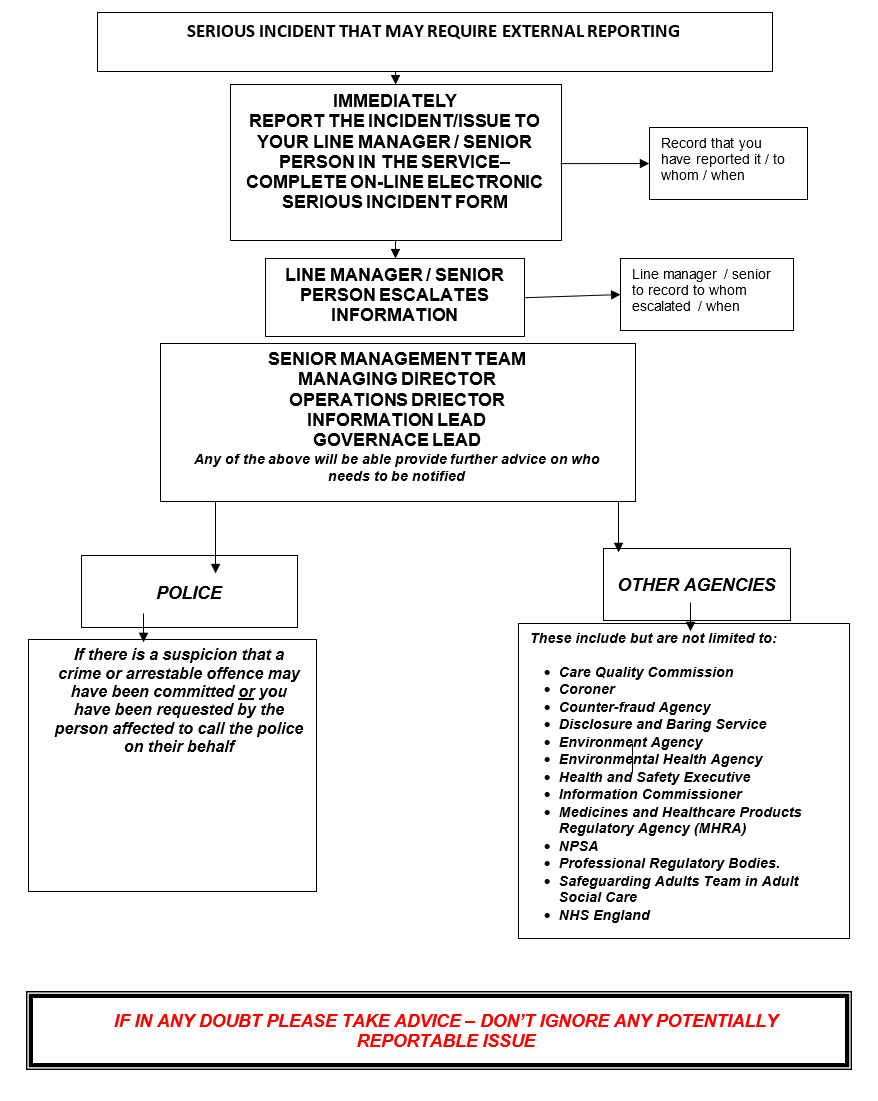 SERIOUS INCIDENT THAT MAY REQUIRE EXTERNAL REPORTING
IMMEDIATELY
REPORT THE INCIDENT/ISSUE TO
YOUR LINE MANAGER / SENIOR
PERSON IN THE SERVICE–
COMPLETE ON-LINE ELECTRONIC
SERIOUS INCIDENT FORM
Record that you
have reported it / to
whom / when
LINE MANAGER / SENIOR
PERSON ESCALATES
INFORMATION
Line manager / senior
to record to whom
escalated / when
SENIOR MANAGEMENT TEAM
MANAGING DIRECTOR
OPERATIONS DRIECTOR
INFORMATION LEAD
GOVERNACE LEAD
Any of the above will be able provide further advice on who
needs to be notified
POLICE
If there is a suspicion that a
crime or arrestable offence may
have been committed or you
have been requested by the
person affected to call the police
on their behalf
OTHER AGENCIES
These include but are not limited to:
• Care Quality Commission
• Coroner
• Counter-fraud Agency
• Disclosure and Baring Service
• Environment Agency
• Environmental Health Agency
• Health and Safety Executive
• Information Commissioner
• Medicines and Healthcare Products
Regulatory Agency (MHRA)
• NPSA
• Professional Regulatory Bodies.
• Safeguarding Adults Team in Adult
Social Care
• NHS England
IF IN ANY DOUBT PLEASE TAKE ADVICE – DON'T IGNORE ANY POTENTIALLY
REPORTABLE ISSUE